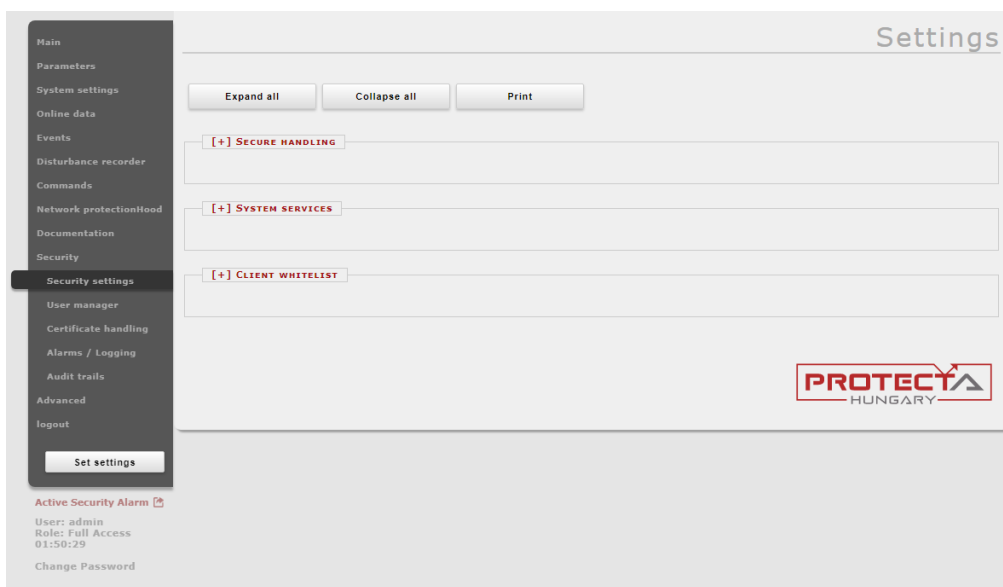 Settings
Main
Parameters
System settings
Online data
Events
Disturbance recorder
Commands
Network protectionHood
Documentation
Security
Security settings
User manager
Certificate handling
Alarms / Logging
Audit trails
Advanced
logout
Set settings
Active Security Alarm
User: admin
Role: Full Access
01:50:29
Change Password
Expand all Collapse all Print
[+] SECURE HANDLING
[+] SYSTEM SERVICES
[+] CLIENT WHITELIST
PROTECTA
HUNGARY